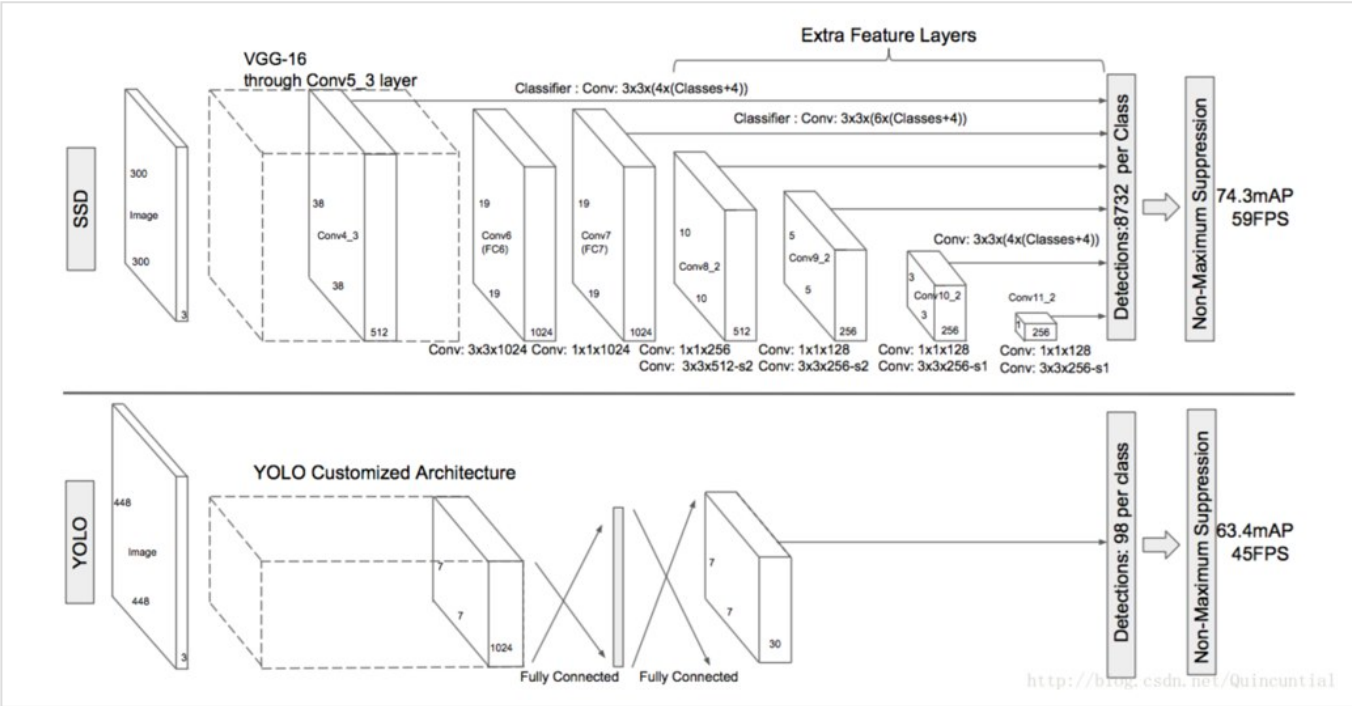 Extra Feature Layers
VGG-16
through Conv5_3 layer
Classifier : Conv: 3x3x(4x(Classes+4))
Classifier : Conv: 3x3x(6x(Classes+4))
SSD
300
Image
300
3
38
Conv4_3
38
512
19
Conv6
(FC6)
19
1024
19
Conv7
(FC7)
19
1024
10
Conv8_2
10
512
5
Conv9_2
5
256
Conv: 3x3x(4x(Classes+4))
3
Conv10_2
3
256
Conv11_2
1
256
Detections:8732 per Class
Non-Maximum Suppression
74.3mAP
59FPS
Conv: 3x3x1024
Conv: 1x1x1024
Conv: 1x1x256
Conv: 3x3x512-s2
Conv: 1x1x128
Conv: 3x3x256-s2
Conv: 1x1x128
Conv: 3x3x256-s1
Conv: 1x1x128
Conv: 3x3x256-s1
YOLO
448
Image
448
3
YOLO Customized Architecture
7
7
1024
Fully Connected
Fully Connected
7
7
30
Detections: 98 per class
Non-Maximum Suppression
63.4mAP
45FPS
http://blog.csdn.net/Quincuntial